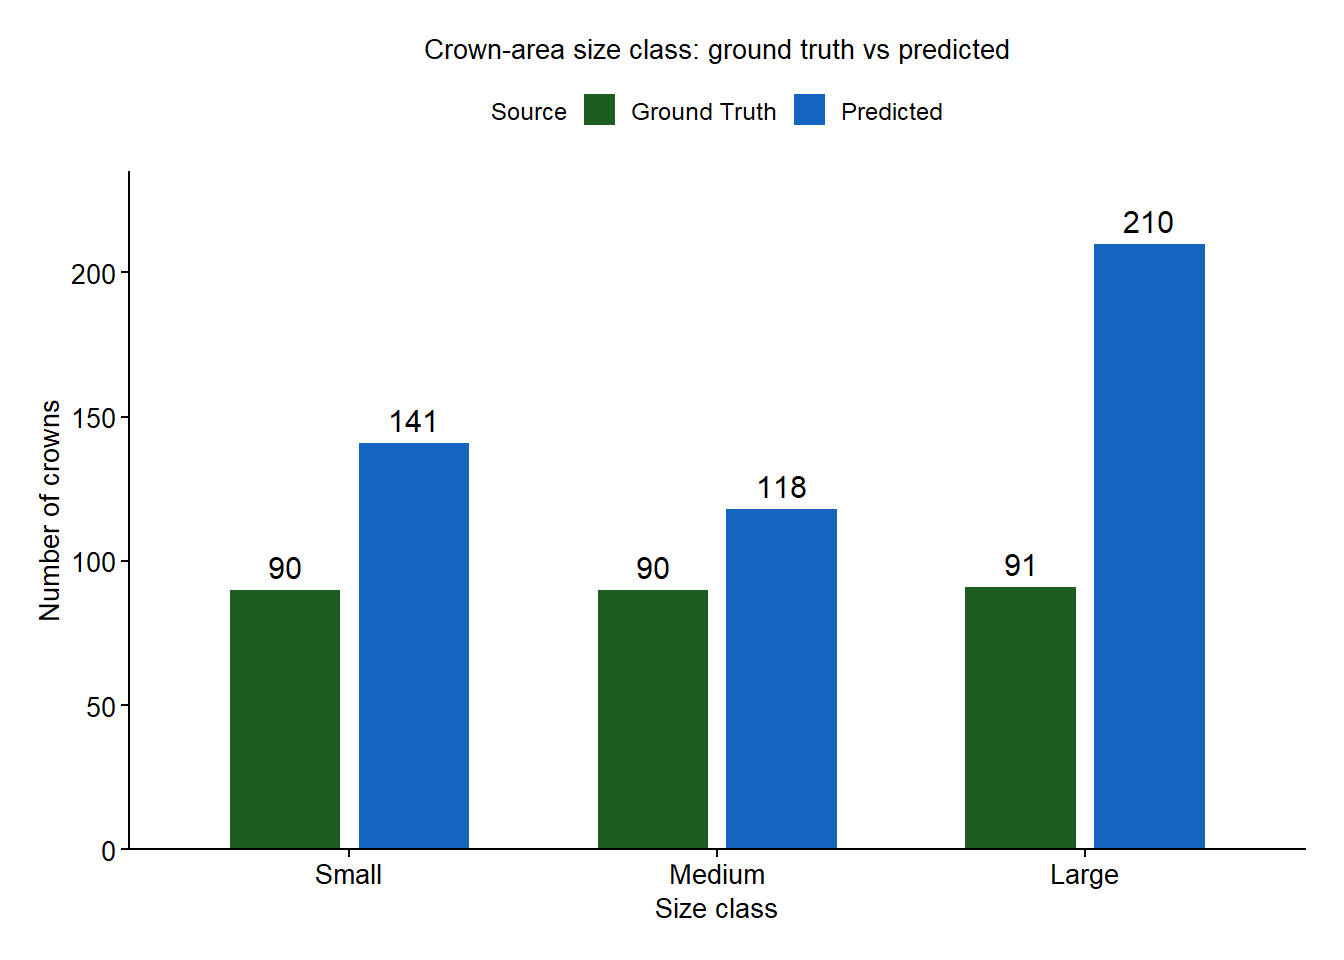 Crown-area size class: ground truth vs predicted
Source Ground Truth Predicted
Number of crowns
200
150
100
50
0
90
141
90
118
91
210
Small Medium Large
Size class